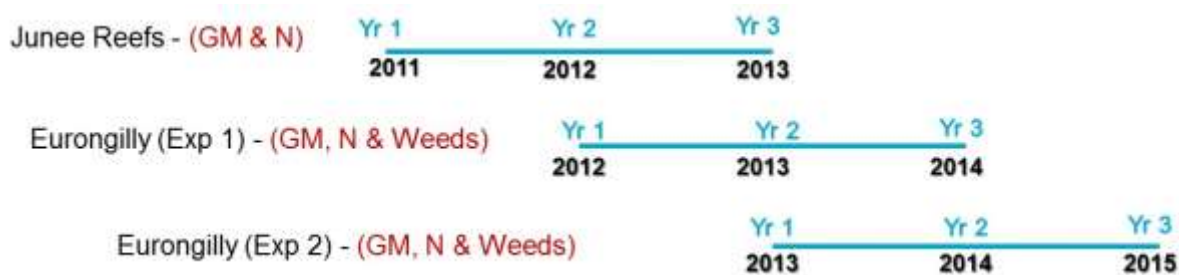 Junee Reefs - (GM & N) Yr 1 Yr 2 Yr 3
2011 2012 2013
Eurongilly (Exp 1) - (GM, N & Weeds) Yr 1 Yr 2 Yr 3
2012 2013 2014
Eurongilly (Exp 2) - (GM, N & Weeds) Yr 1 Yr 2 Yr 3
2013 2014 2015